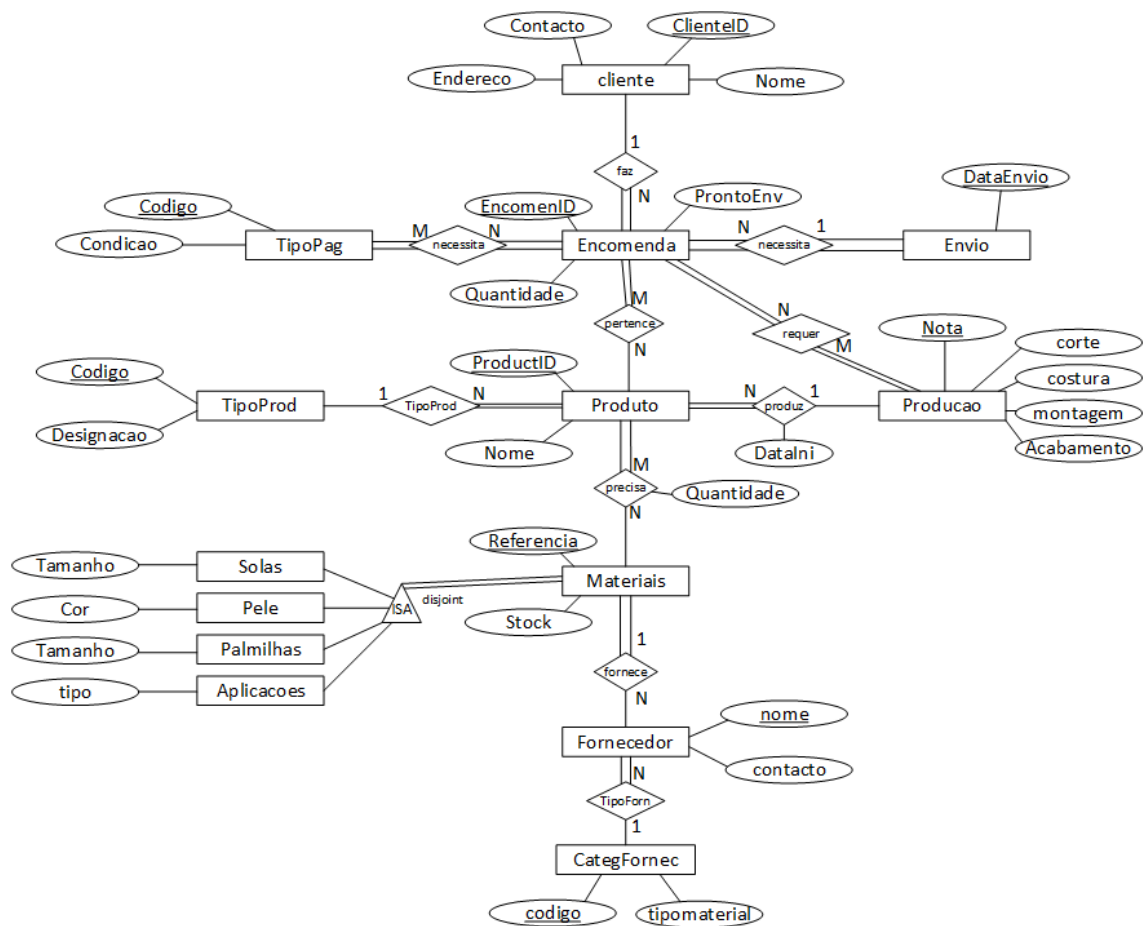 Contacto
ClienteID
Endereco
cliente
Nome
1
faz
N
Codigo
EncomenID
ProntoEnv
DataEnvio
Condicao
TipoPag
M
necessita
N
Encomenda
N
necessita
1
Envio
Quantidade
M
pertence
N
N
requer
M
Nota
corte
costura
montagem
Acabamento
Codigo
ProductID
TipoProd
1
TipoProd
N
Produto
N
produz
1
Producao
Designacao
Nome
DataIni
M
precisa
Quantidade
N
Referencia
Tamanho
Solas
Materiais
disjoint
ISA
Cor
Pele
Stock
Tamanho
Palmilhas
1
fornece
N
tipo
Aplicacoes
nome
Fornecedor
contacto
N
TipoForn
1
CategFornec
codigo
tipomaterial